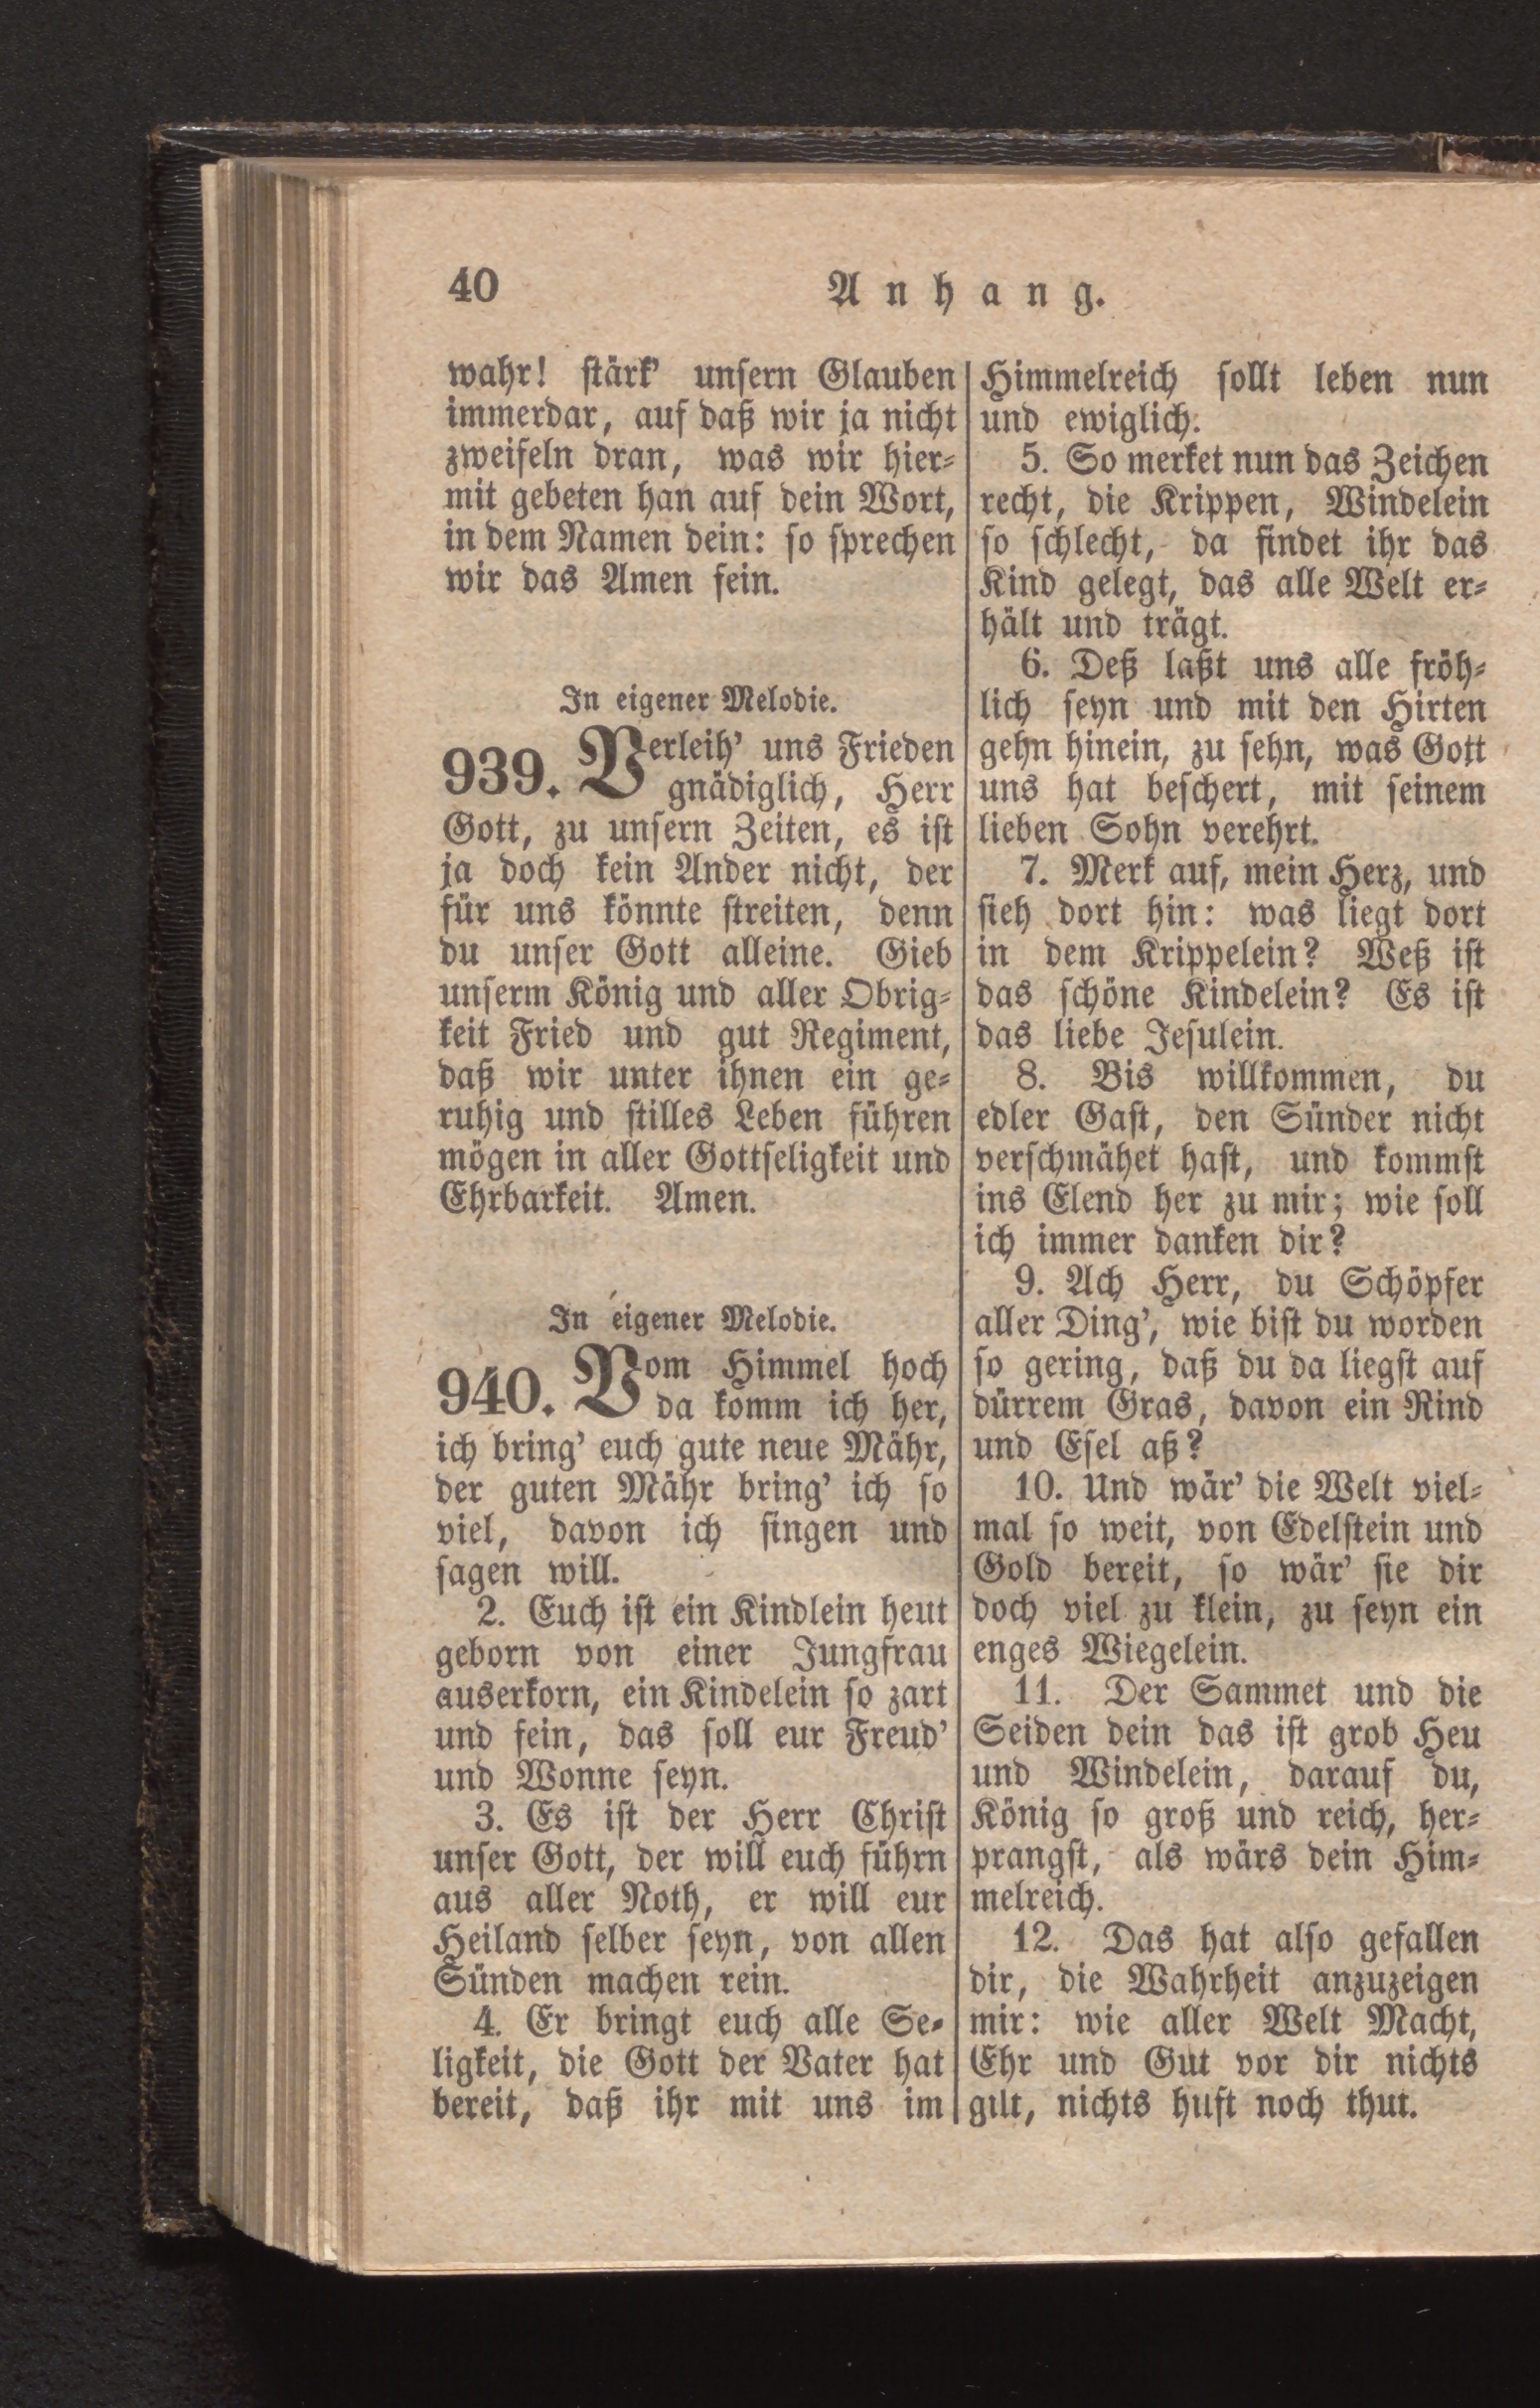 40
Anhang.
wahr! stärk' unsern Glauben
immerdar, auf daß wir ja nicht
zweifeln dran, was wir hier-
mit gebeten han auf dein Wort,
in dem Namen dein: so sprechen
wir das Amen fein.
In eigener Melodie.
939. Verleih' uns Frieden
gnädiglich, Herr
Gott, zu unsern Zeiten, es ist
ja doch kein Ander nicht, der
für uns könnte streiten, denn
du unser Gott alleine. Gieb
unserm König und aller Obrig-
keit Fried und gut Regiment,
daß wir unter ihnen ein ge-
ruhig und stilles Leben führen
mögen in aller Gottseligkeit und
Ehrbarkeit. Amen.
In eigener Melodie.
940. Vom Himmel hoch
da komm ich her,
ich bring' euch gute neue Mähr,
der guten Mähr bring' ich so
viel, davon ich singen und
sagen will.
2. Euch ist ein Kindlein heut
geborn von einer Jungfrau
auserkorn, ein Kindelein so zart
und fein, das soll eur Freud'
und Wonne seyn.
3. Es ist der Herr Christ
unser Gott, der will euch führn
aus aller Noth, er will eur
Heiland selber seyn, von allen
Sünden machen rein.
4. Er bringt euch alle Se-
ligkeit, die Gott der Vater hat
bereit, daß ihr mit uns im
Himmelreich sollt leben nun
und ewiglich.
5. So merket nun das Zeichen
recht, die Krippen, Windelein
so schlecht, da findet ihr das
Kind gelegt, das alle Welt er-
hält und trägt.
6. Deß laßt uns alle fröh-
lich seyn und mit den Hirten
gehn hinein, zu sehn, was Gott
uns hat beschert, mit seinem
lieben Sohn verehrt.
7. Merk auf, mein Herz, und
sieh dort hin: was liegt dort
in dem Krippelein? Weß ist
das schöne Kindelein? Es ist
das liebe Jesulein.
8. Bis willkommen, du
edler Gast, den Sünder nicht
verschmähet hast, und kommst
ins Elend her zu mir; wie soll
ich immer danken dir?
9. Ach Herr, du Schöpfer
aller Ding', wie bist du worden
so gering, daß du da liegst auf
dürrem Gras, davon ein Rind
und Esel aß?
10. Und wär' die Welt viel-
mal so weit, von Edelstein und
Gold bereit, so wär' sie dir
doch viel zu klein, zu seyn ein
enges Wiegelein.
11. Der Sammet und die
Seiden dein das ist grob Heu
und Windelein, darauf du,
König so groß und reich, her-
prangst, als wärs dein Him-
melreich.
12. Das hat also gefallen
dir, die Wahrheit anzuzeigen
mir: wie aller Welt Macht,
Ehr und Gut vor dir nichts
gilt, nichts hilft noch thut.